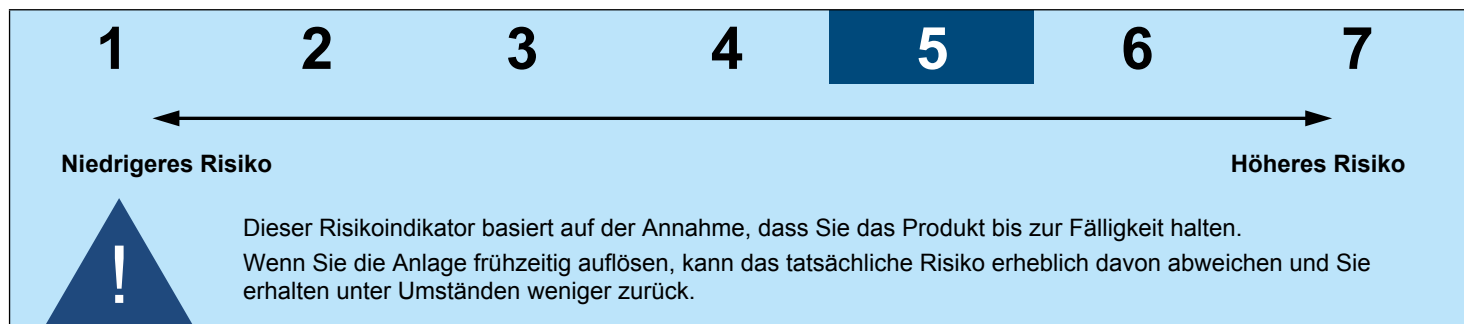 1 2 3 4 5 6 7
Niedrigeres Risiko Höheres Risiko
!
Dieser Risikoindikator basiert auf der Annahme, dass Sie das Produkt bis zur Fälligkeit halten.
Wenn Sie die Anlage frühzeitig auflösen, kann das tatsächliche Risiko erheblich davon abweichen und Sie
erhalten unter Umständen weniger zurück.